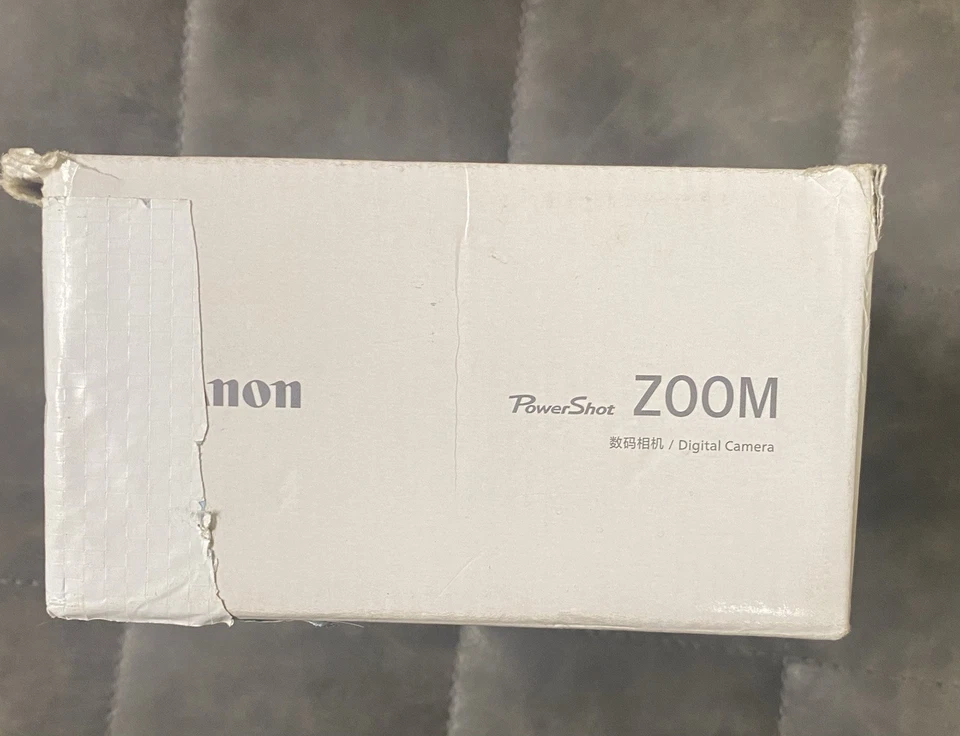 non
PowerShot ZOOM
数码相机 / Digital Camera